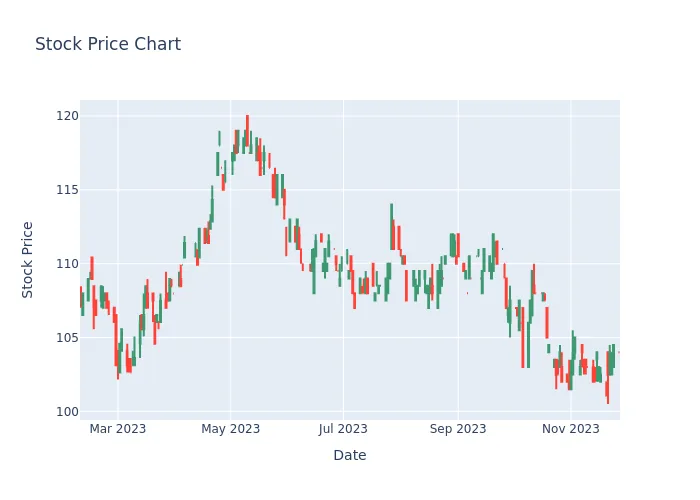 Stock Price Chart
120
115
110
105
100
Stock Price
Mar 2023
May 2023
Jul 2023
Sep 2023
Nov 2023
Date